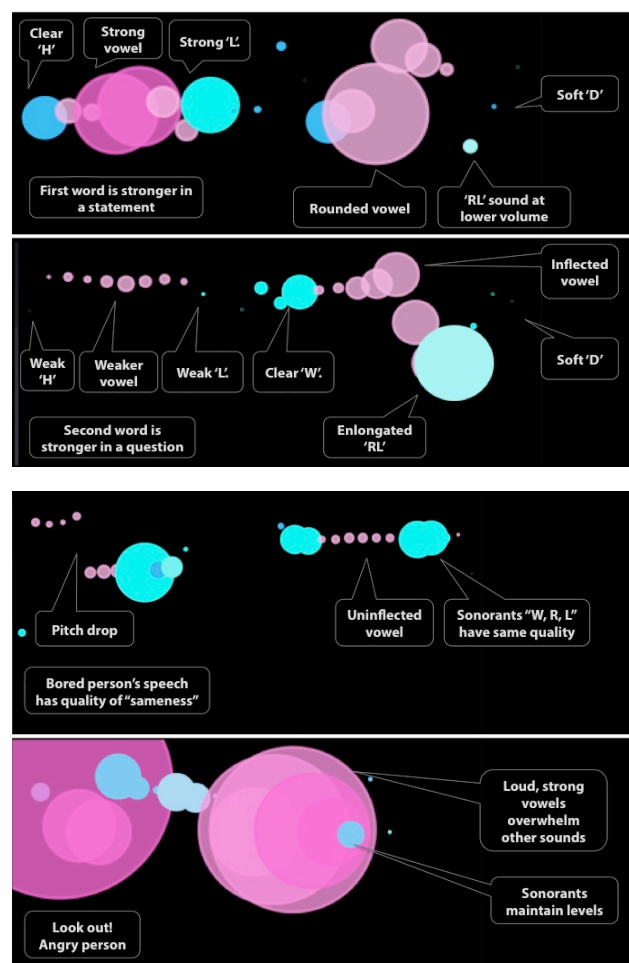 Clear
‘H’
Strong
vowel
Strong ‘L’.
Soft ‘D’
First word is stronger in
a statement
Rounded vowel
‘RL’ sound at
lower volume
Inflected
vowel
Weak
‘H’
Weaker
vowel
Weak ‘L’.
Clear ‘W’.
Soft ‘D’
Second word is
stronger in a question
Enlongated
‘RL’
Pitch drop
Uninflected
vowel
Sonorants “W, R, L”
have same quality
Bored person’s speech
has quality of “sameness”
Loud, strong
vowels
overwhelm
other sounds
Sonorants
maintain levels
Look out!
Angry person